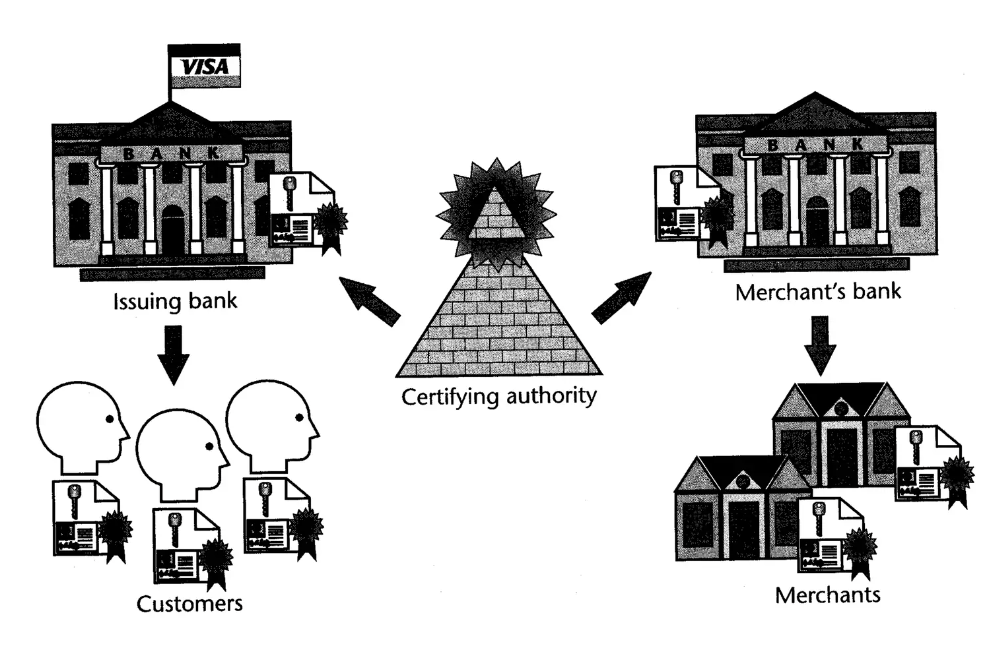 VISA
BANK
BANK
Issuing bank
Merchant's bank
Certifying authority
Customers
Merchants